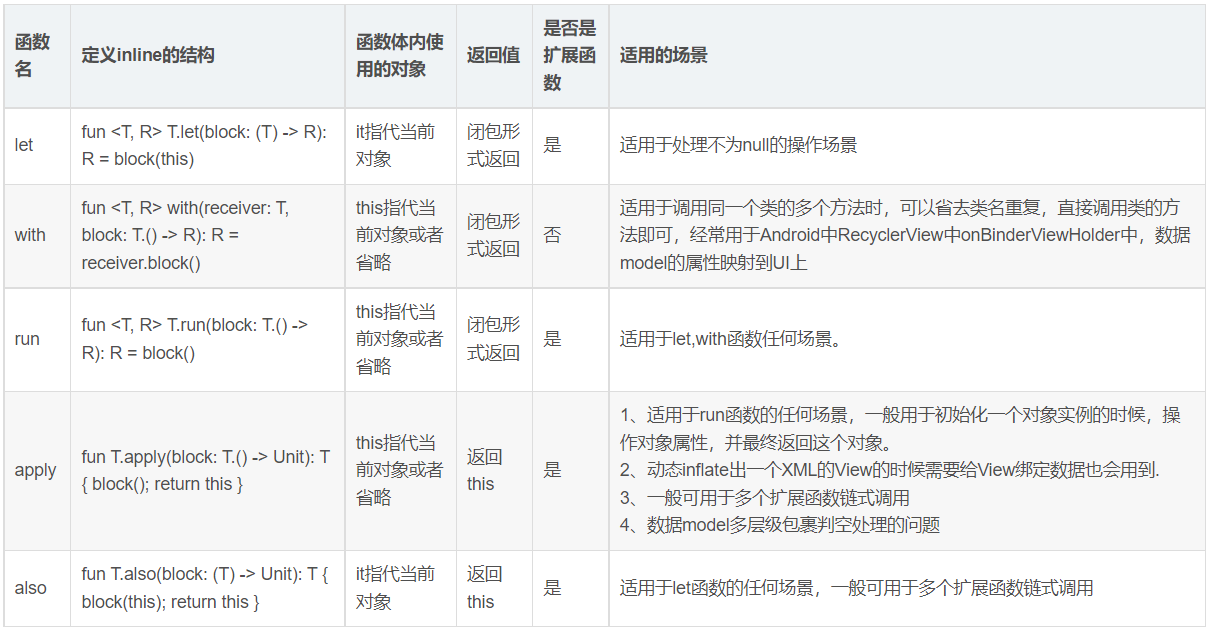 函数
名
定义inline的结构
函数体内使
用的对象
返回值
是否是
扩展函
数
适用的场景
let
fun <T, R> T.let(block: (T) -> R):
R = block(this)
it指代当前
对象
闭包形
式返回
是
适用于处理不为null的操作场景
with
fun <T, R> with(receiver: T,
block: T.() -> R): R =
receiver.block()
this指代当
前对象或者
省略
闭包形
式返回
否
适用于调用同一个类的多个方法时，可以省去类名重复，直接调用类的方
法即可，经常用于Android中RecyclerView中onBinderViewHolder中，数据
model的属性映射到UI上
run
fun <T, R> T.run(block: T.() ->
R): R = block()
this指代当
前对象或者
省略
闭包形
式返回
是
适用于let,with函数任何场景。
apply
fun T.apply(block: T.() -> Unit): T
{ block(); return this }
this指代当
前对象或者
省略
返回
this
是
1、适用于run函数的任何场景，一般用于初始化一个对象实例的时候，操
作对象属性，并最终返回这个对象。
2、动态inflate出一个XML的View的时候需要给View绑定数据也会用到.
3、一般可用于多个扩展函数链式调用
4、数据model多层级包裹判空处理的问题
also
fun T.also(block: (T) -> Unit): T {
block(this); return this }
it指代当前
对象
返回
this
是
适用于let函数的任何场景，一般可用于多个扩展函数链式调用